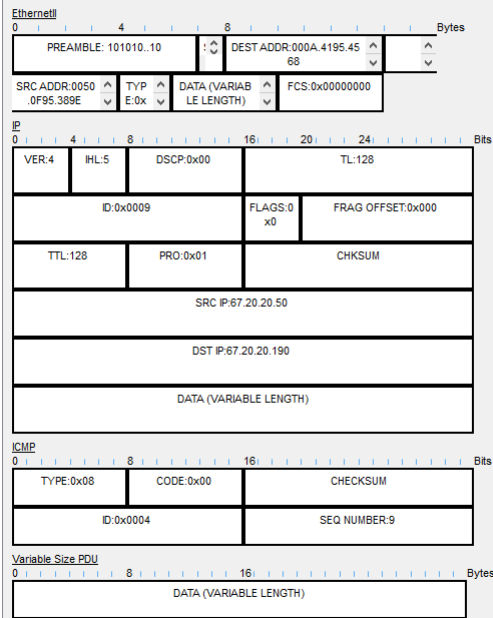 EthernetII
0 4 8 Bytes
PREAMBLE: 101010..10
DEST ADDR:000A.4195.45
68
SRC ADDR:0050
.0F95.389E
TYP
E:0x
DATA (VARIAB
LE LENGTH)
FCS:0x00000000
IP
0 4 8 16 20 24 Bits
VER:4 IHL:5 DSCP:0x00 TL:128
ID:0x0009
FLAGS:0
x0
FRAG OFFSET:0x000
TTL:128 PRO:0x01 CHKSUM
SRC IP:67.20.20.50
DST IP:67.20.20.190
DATA (VARIABLE LENGTH)
ICMP
0 8 16 Bits
TYPE:0x08 CODE:0x00 CHECKSUM
ID:0x0004 SEQ NUMBER:9
Variable Size PDU
0 8 16 Bytes
DATA (VARIABLE LENGTH)